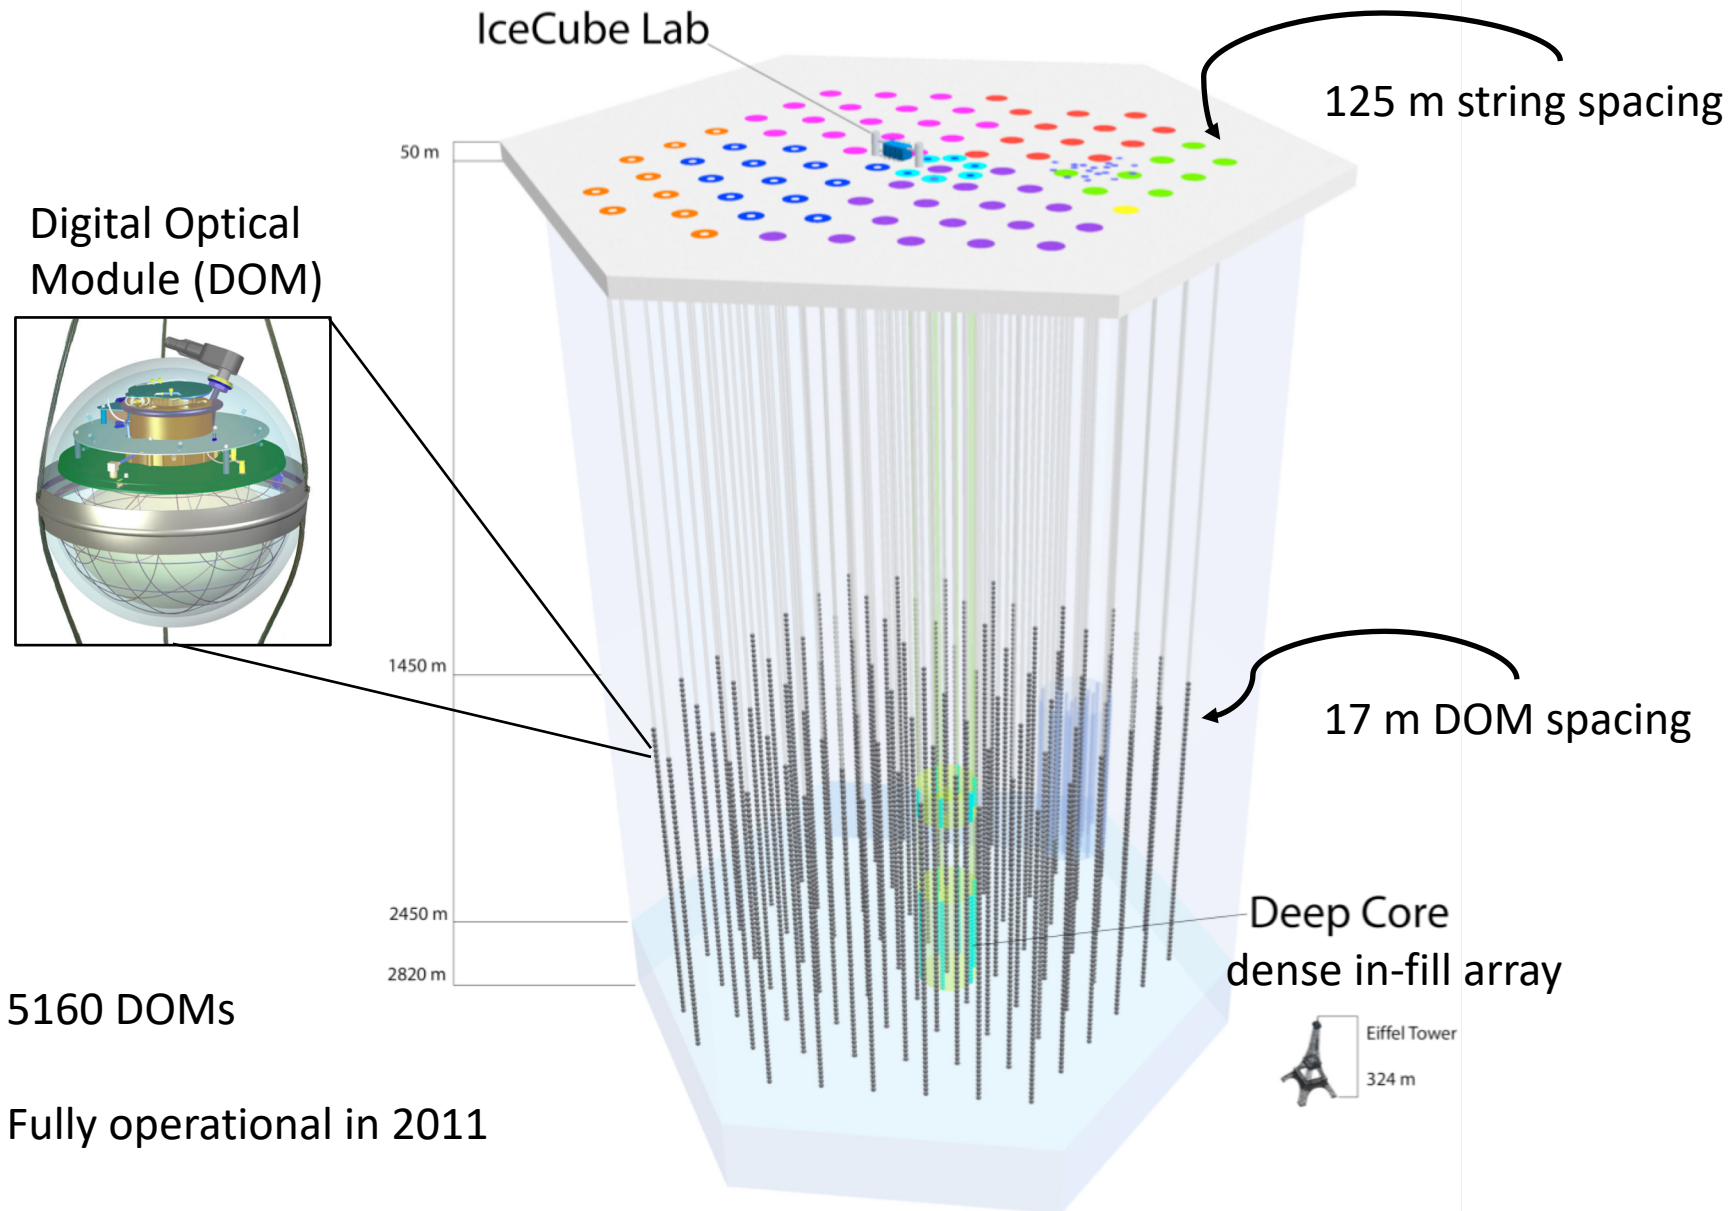 IceCube Lab
125 m string spacing
50 m
Digital Optical
Module (DOM)
1450 m
17 m DOM spacing
2450 m
Deep Core
dense in-fill array
2820 m
5160 DOMs
Eiffel Tower
324 m
Fully operational in 2011